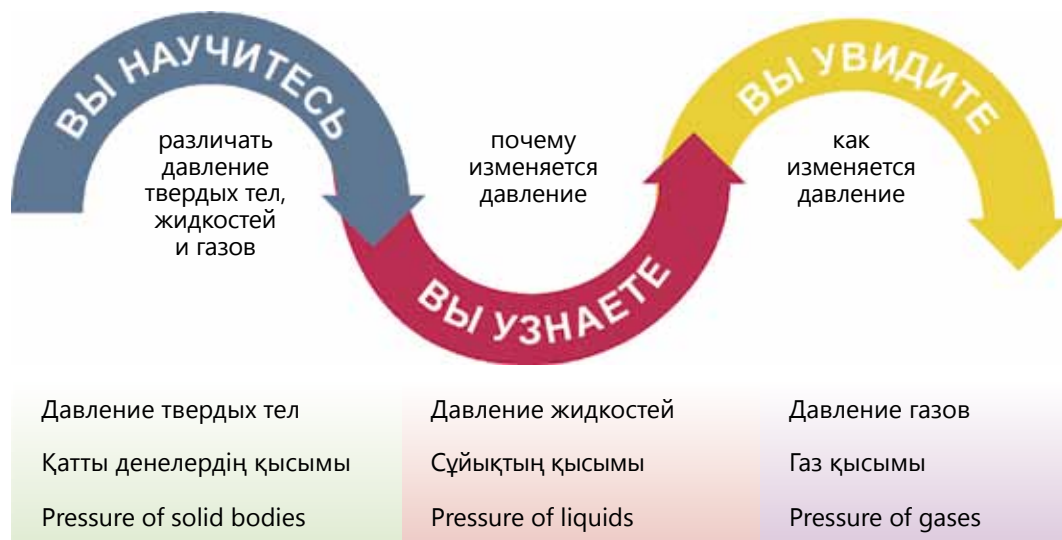 ВЫ НАУЧИТЕСЬ
различать
давление
твердых тел,
жидкостей
и газов
ВЫ УЗНАЕТЕ
почему
изменяется
давление
ВЫ УВИДИТЕ
как
изменяется
давление
Давление твердых тел
Қатты денелердің қысымы
Pressure of solid bodies
Давление жидкостей
Сұйықтың қысымы
Pressure of liquids
Давление газов
Газ қысымы
Pressure of gases